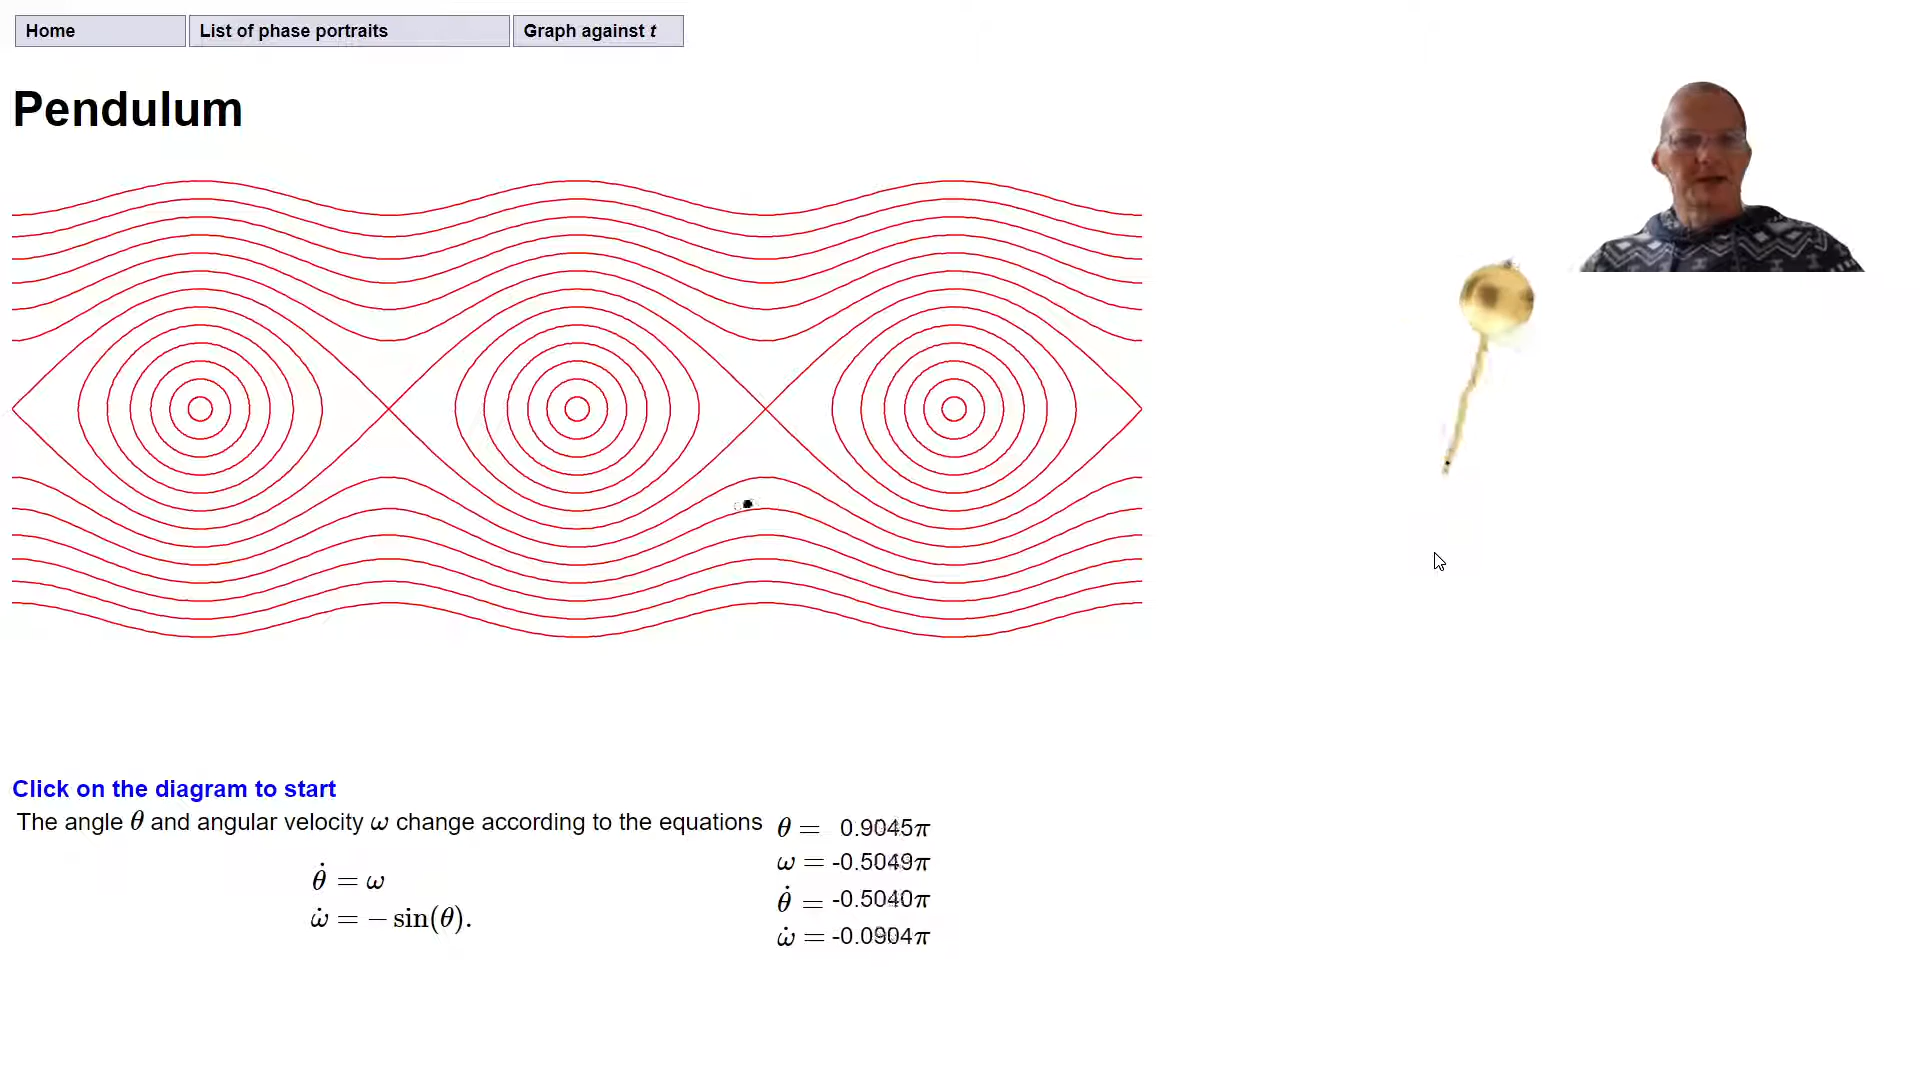 Home
List of phase portraits
Graph against t
Pendulum
Click on the diagram to start
The angle θ and angular velocity ω change according to the equations
θ̇ = ω
ω̇ = − sin(θ).
θ = 0.9045π
ω = -0.5049π
θ̇ = -0.5040π
ω̇ = -0.0904π